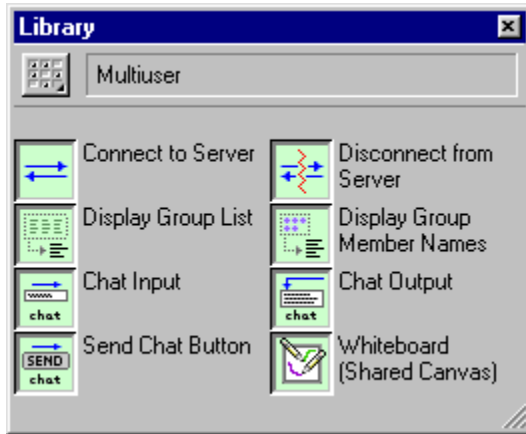 Library
Multiuser
Connect to Server
Disconnect from
Server
Display Group List
Display Group
Member Names
chat
Chat Input
chat
Chat Output
SEND
chat
Send Chat Button
Whiteboard
(Shared Canvas)